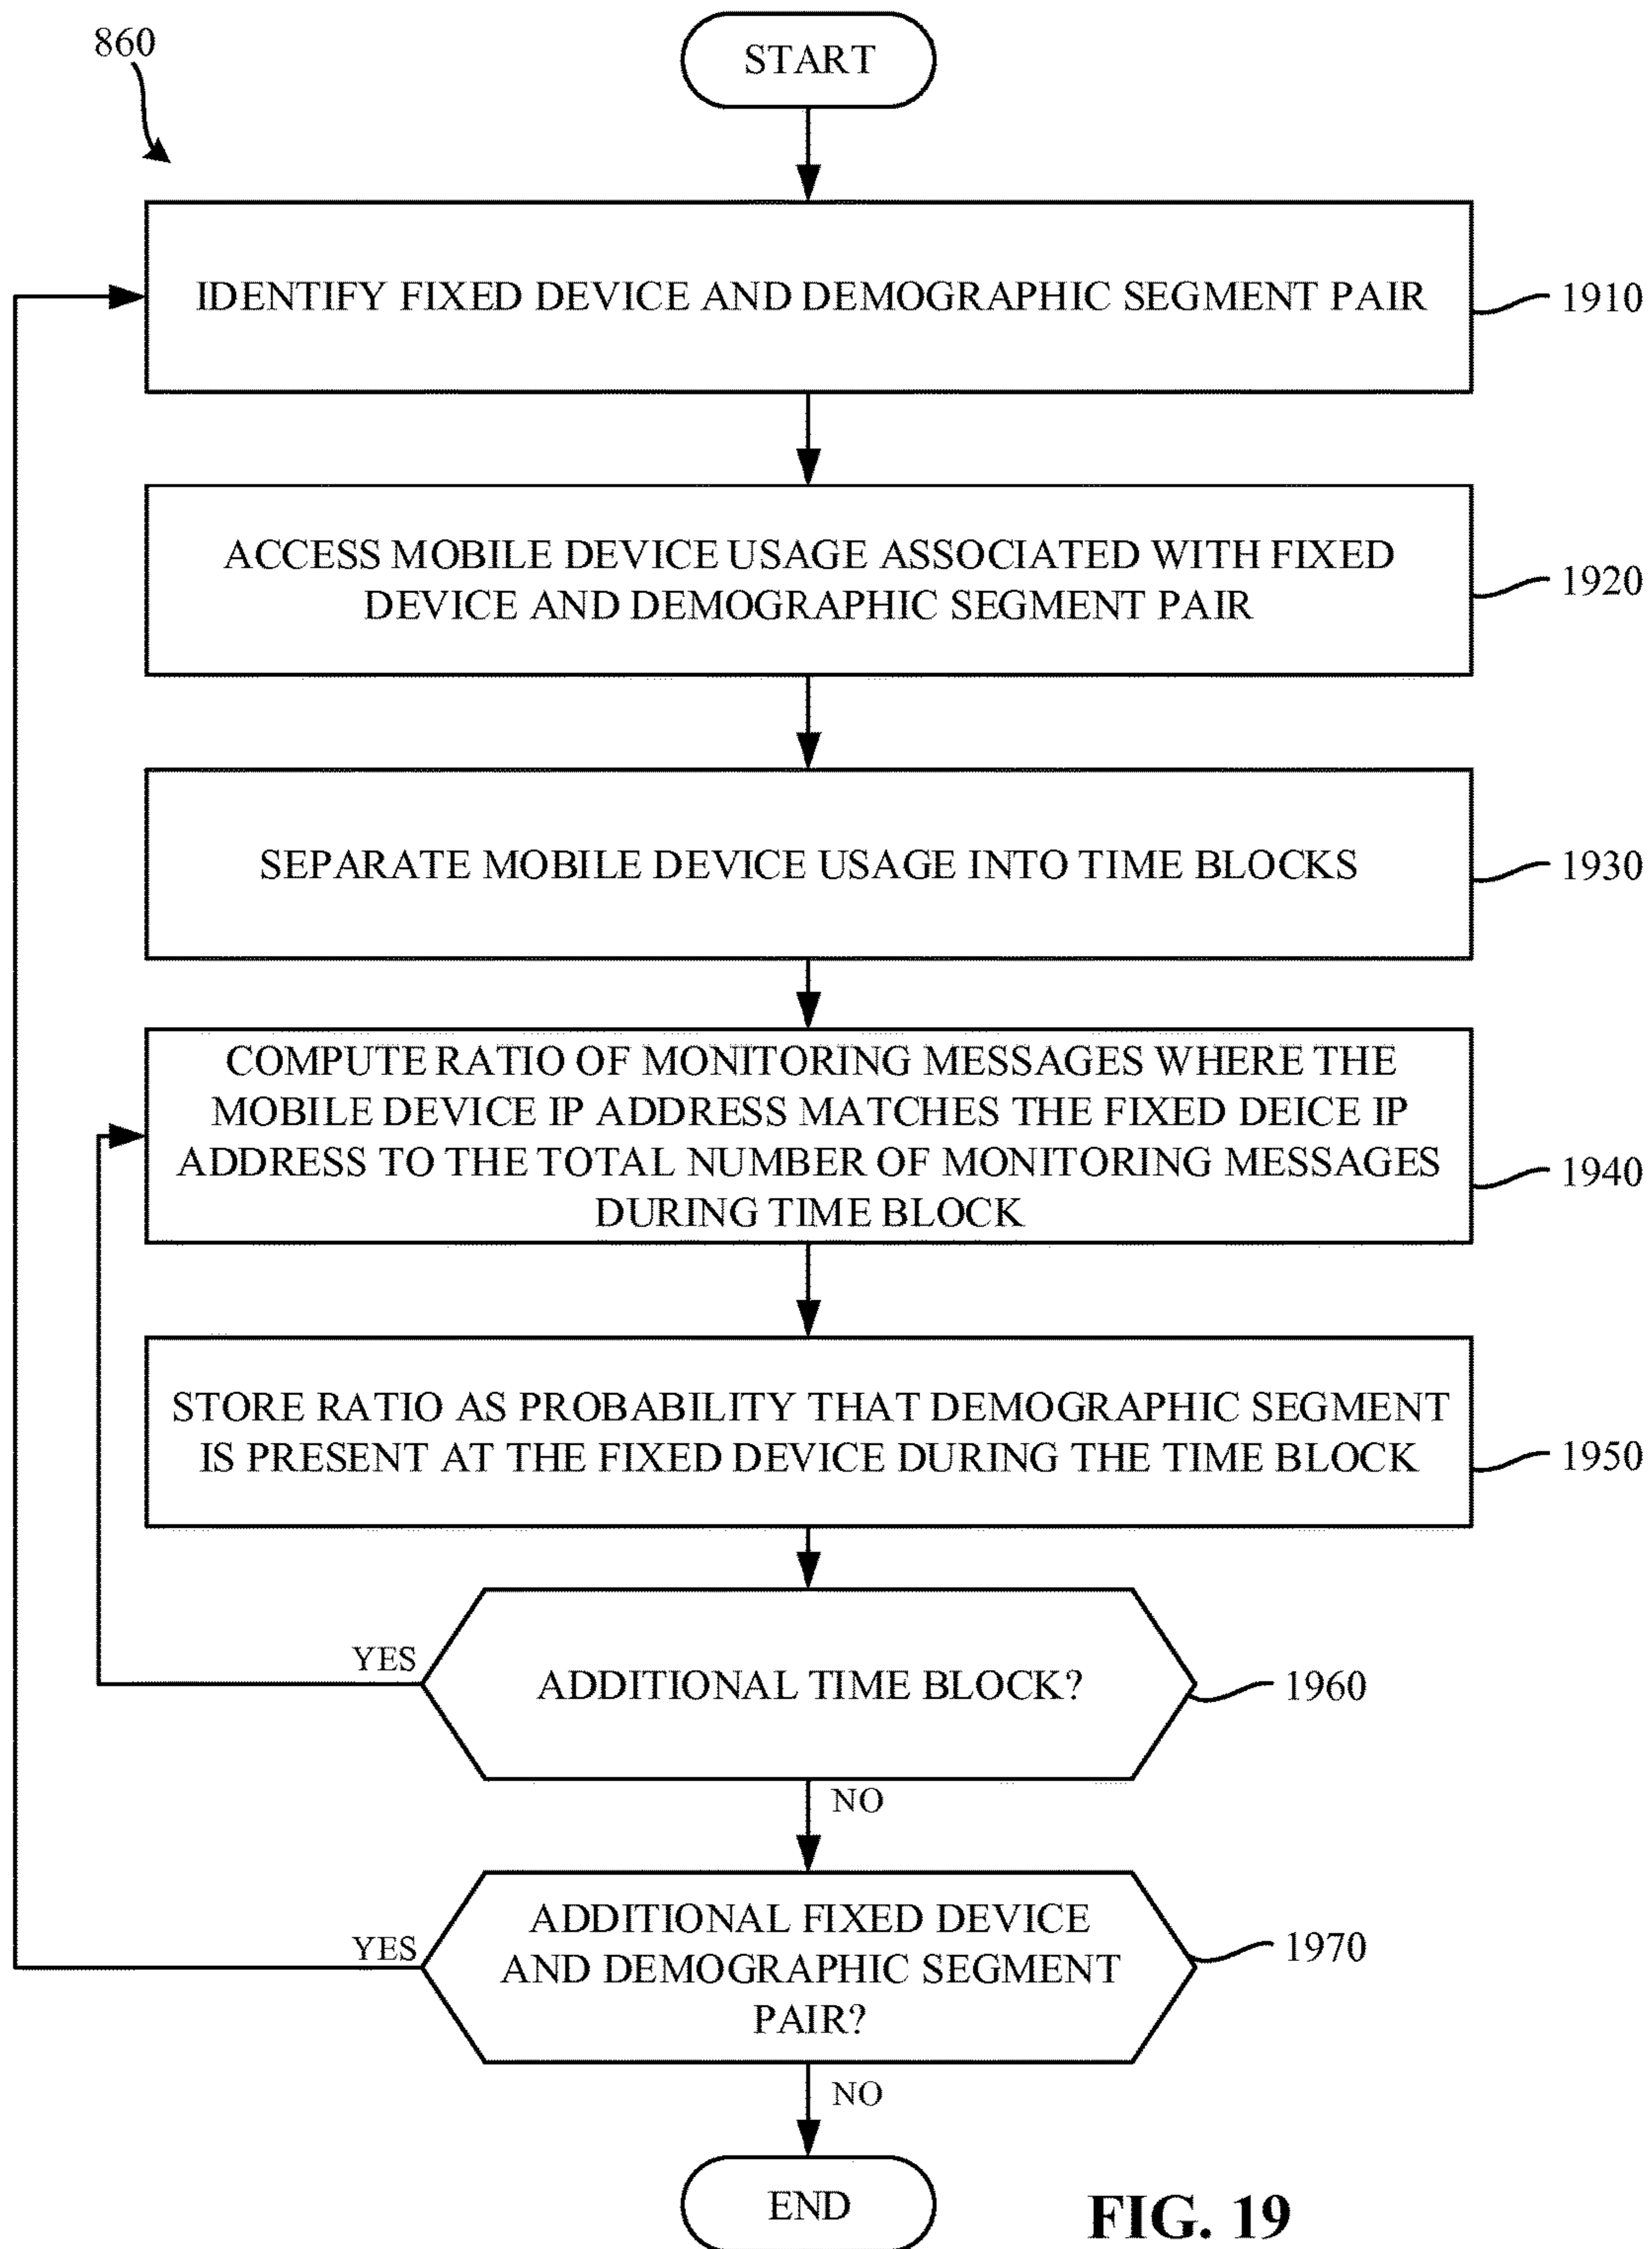 860
START
IDENTIFY FIXED DEVICE AND DEMOGRAPHIC SEGMENT PAIR
1910
ACCESS MOBILE DEVICE USAGE ASSOCIATED WITH FIXED
DEVICE AND DEMOGRAPHIC SEGMENT PAIR
1920
SEPARATE MOBILE DEVICE USAGE INTO TIME BLOCKS
1930
COMPUTE RATIO OF MONITORING MESSAGES WHERE THE
MOBILE DEVICE IP ADDRESS MATCHES THE FIXED DEICE IP
ADDRESS TO THE TOTAL NUMBER OF MONITORING MESSAGES
DURING TIME BLOCK
1940
STORE RATIO AS PROBABILITY THAT DEMOGRAPHIC SEGMENT
IS PRESENT AT THE FIXED DEVICE DURING THE TIME BLOCK
1950
YES
ADDITIONAL TIME BLOCK?
1960
NO
YES
ADDITIONAL FIXED DEVICE
AND DEMOGRAPHIC SEGMENT
PAIR?
1970
NO
END
FIG. 19